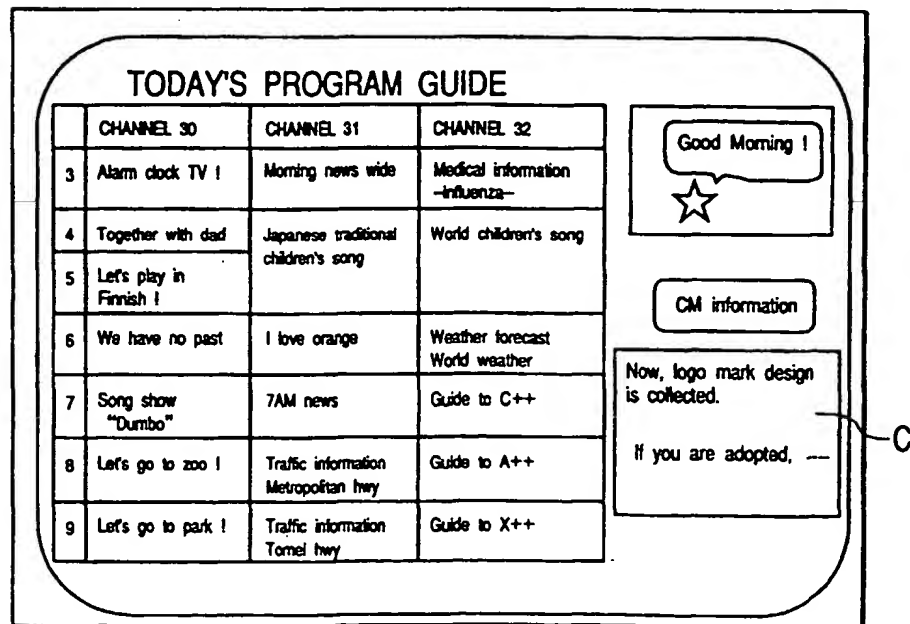 TODAY'S PROGRAM GUIDE
CHANNEL 30 CHANNEL 31 CHANNEL 32
3 Alarm clock TV ! Morning news wide Medical information
-influenza-
4 Together with dad Japanese traditional World children's song
children's song
5 Let's play in
Finnish !
6 We have no past I love orange Weather forecast
World weather
7 Song show 7AM news Guide to C++
"Dumbo"
8 Let's go to zoo ! Traffic information Guide to A++
Metropolitan hwy
9 Let's go to park ! Traffic information Guide to X++
Tomei hwy
Good Morning !
CM information
Now, logo mark design
is collected.
If you are adopted, —
C